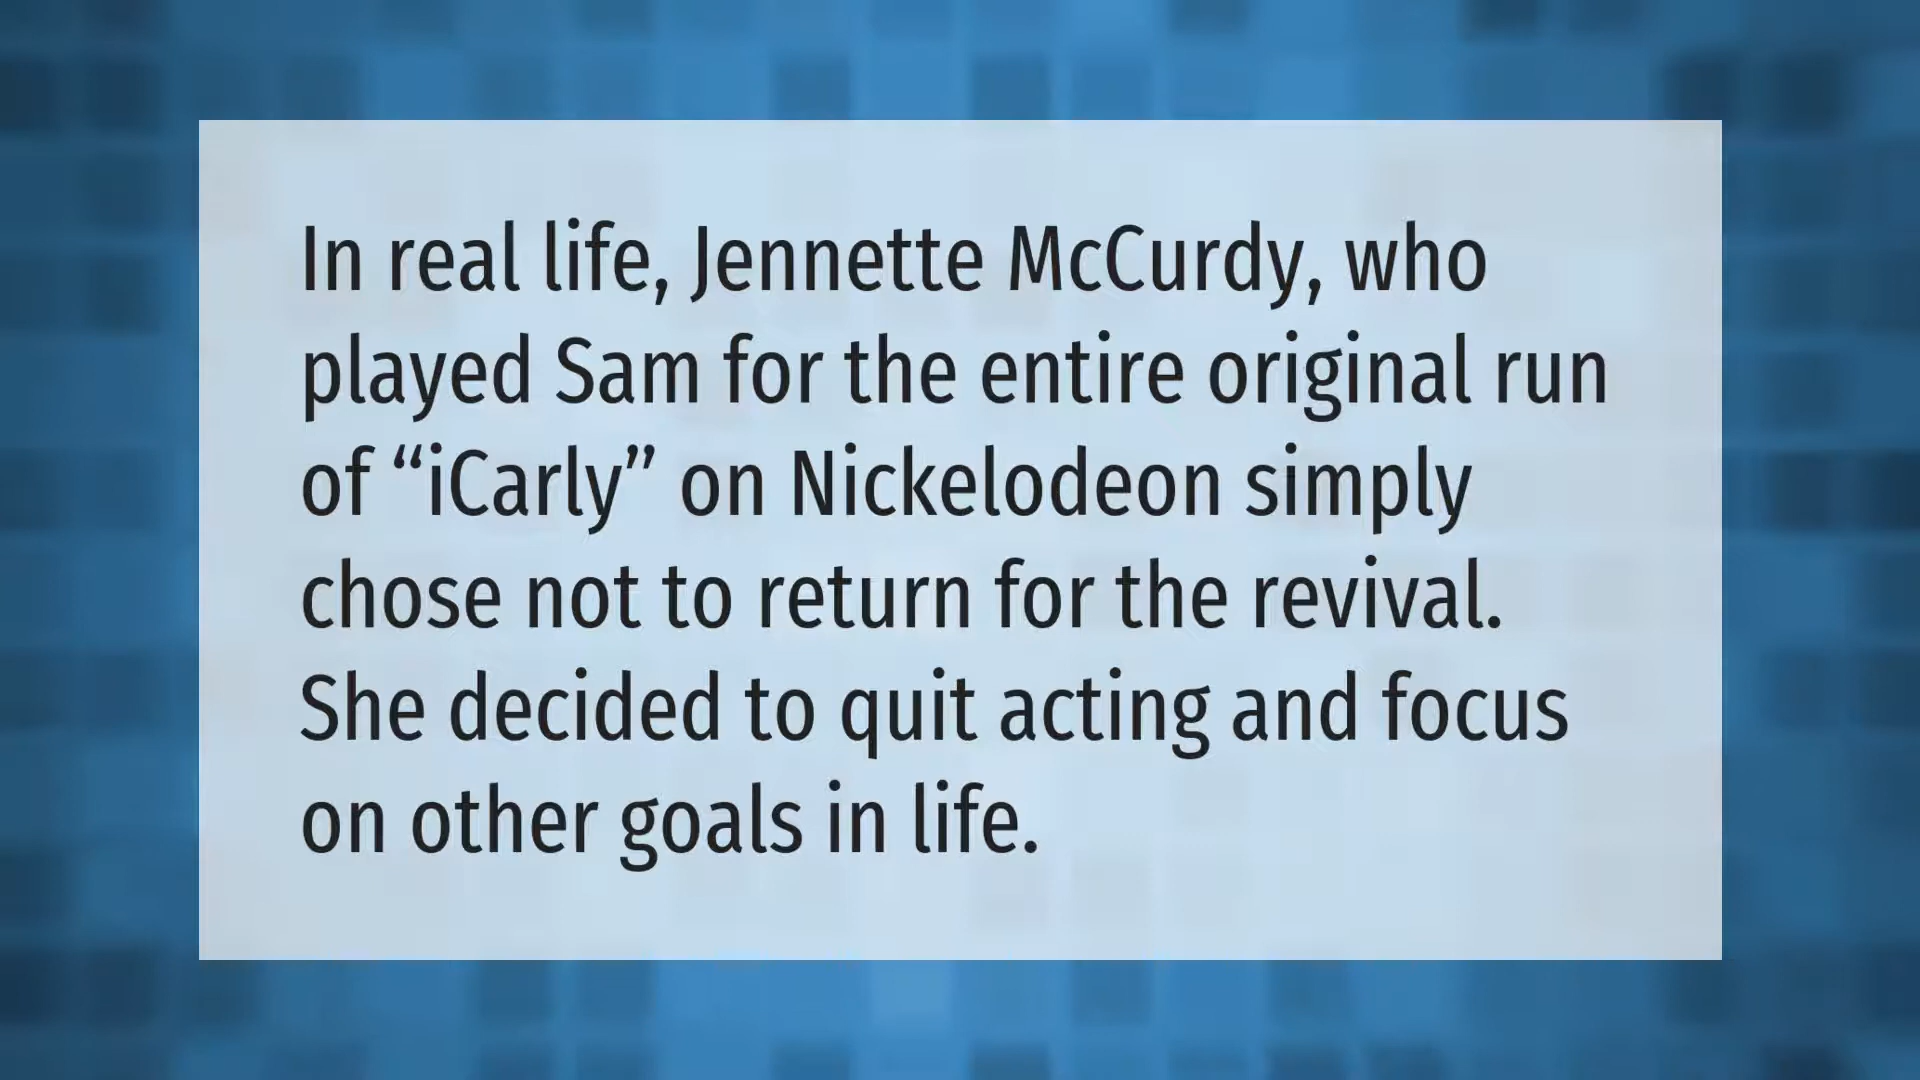 In real life, Jennette McCurdy, who
played Sam for the entire original run
of “iCarly” on Nickelodeon simply
chose not to return for the revival.
She decided to quit acting and focus
on other goals in life.